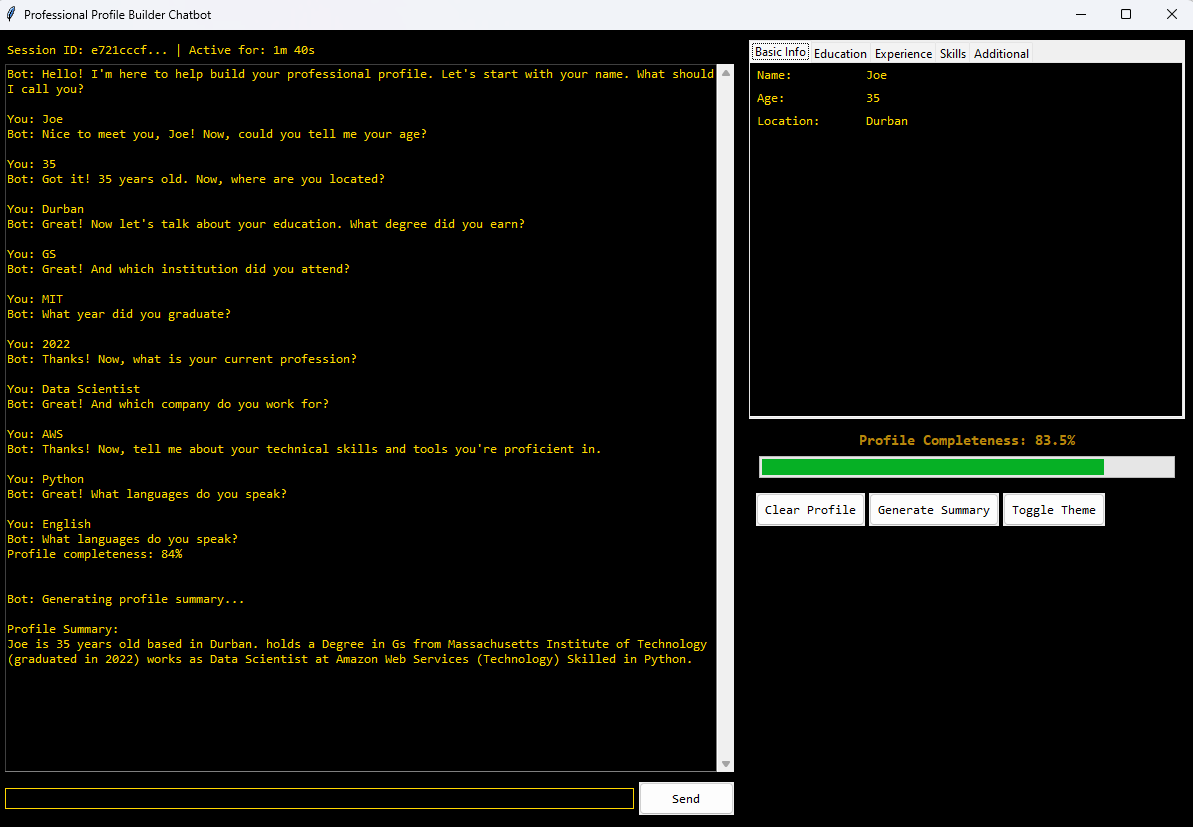 Professional Profile Builder Chatbot
Session ID: e721cccf... | Active for: 1m 40s
Bot: Hello! I'm here to help build your professional profile. Let's start with your name. What should
I call you?
You: Joe
Bot: Nice to meet you, Joe! Now, could you tell me your age?
You: 35
Bot: Got it! 35 years old. Now, where are you located?
You: Durban
Bot: Great! Now let's talk about your education. What degree did you earn?
You: GS
Bot: Great! And which institution did you attend?
You: MIT
Bot: What year did you graduate?
You: 2022
Bot: Thanks! Now, what is your current profession?
You: Data Scientist
Bot: Great! And which company do you work for?
You: AWS
Bot: Thanks! Now, tell me about your technical skills and tools you're proficient in.
You: Python
Bot: Great! What languages do you speak?
You: English
Bot: What languages do you speak?
Profile completeness: 84%
Bot: Generating profile summary...
Profile Summary:
Joe is 35 years old based in Durban. holds a Degree in Gs from Massachusetts Institute of Technology
(graduated in 2022) works as Data Scientist at Amazon Web Services (Technology) Skilled in Python.
Send
Basic Info Education Experience Skills Additional
Name: Joe
Age: 35
Location: Durban
Profile Completeness: 83.5%
Clear Profile Generate Summary Toggle Theme